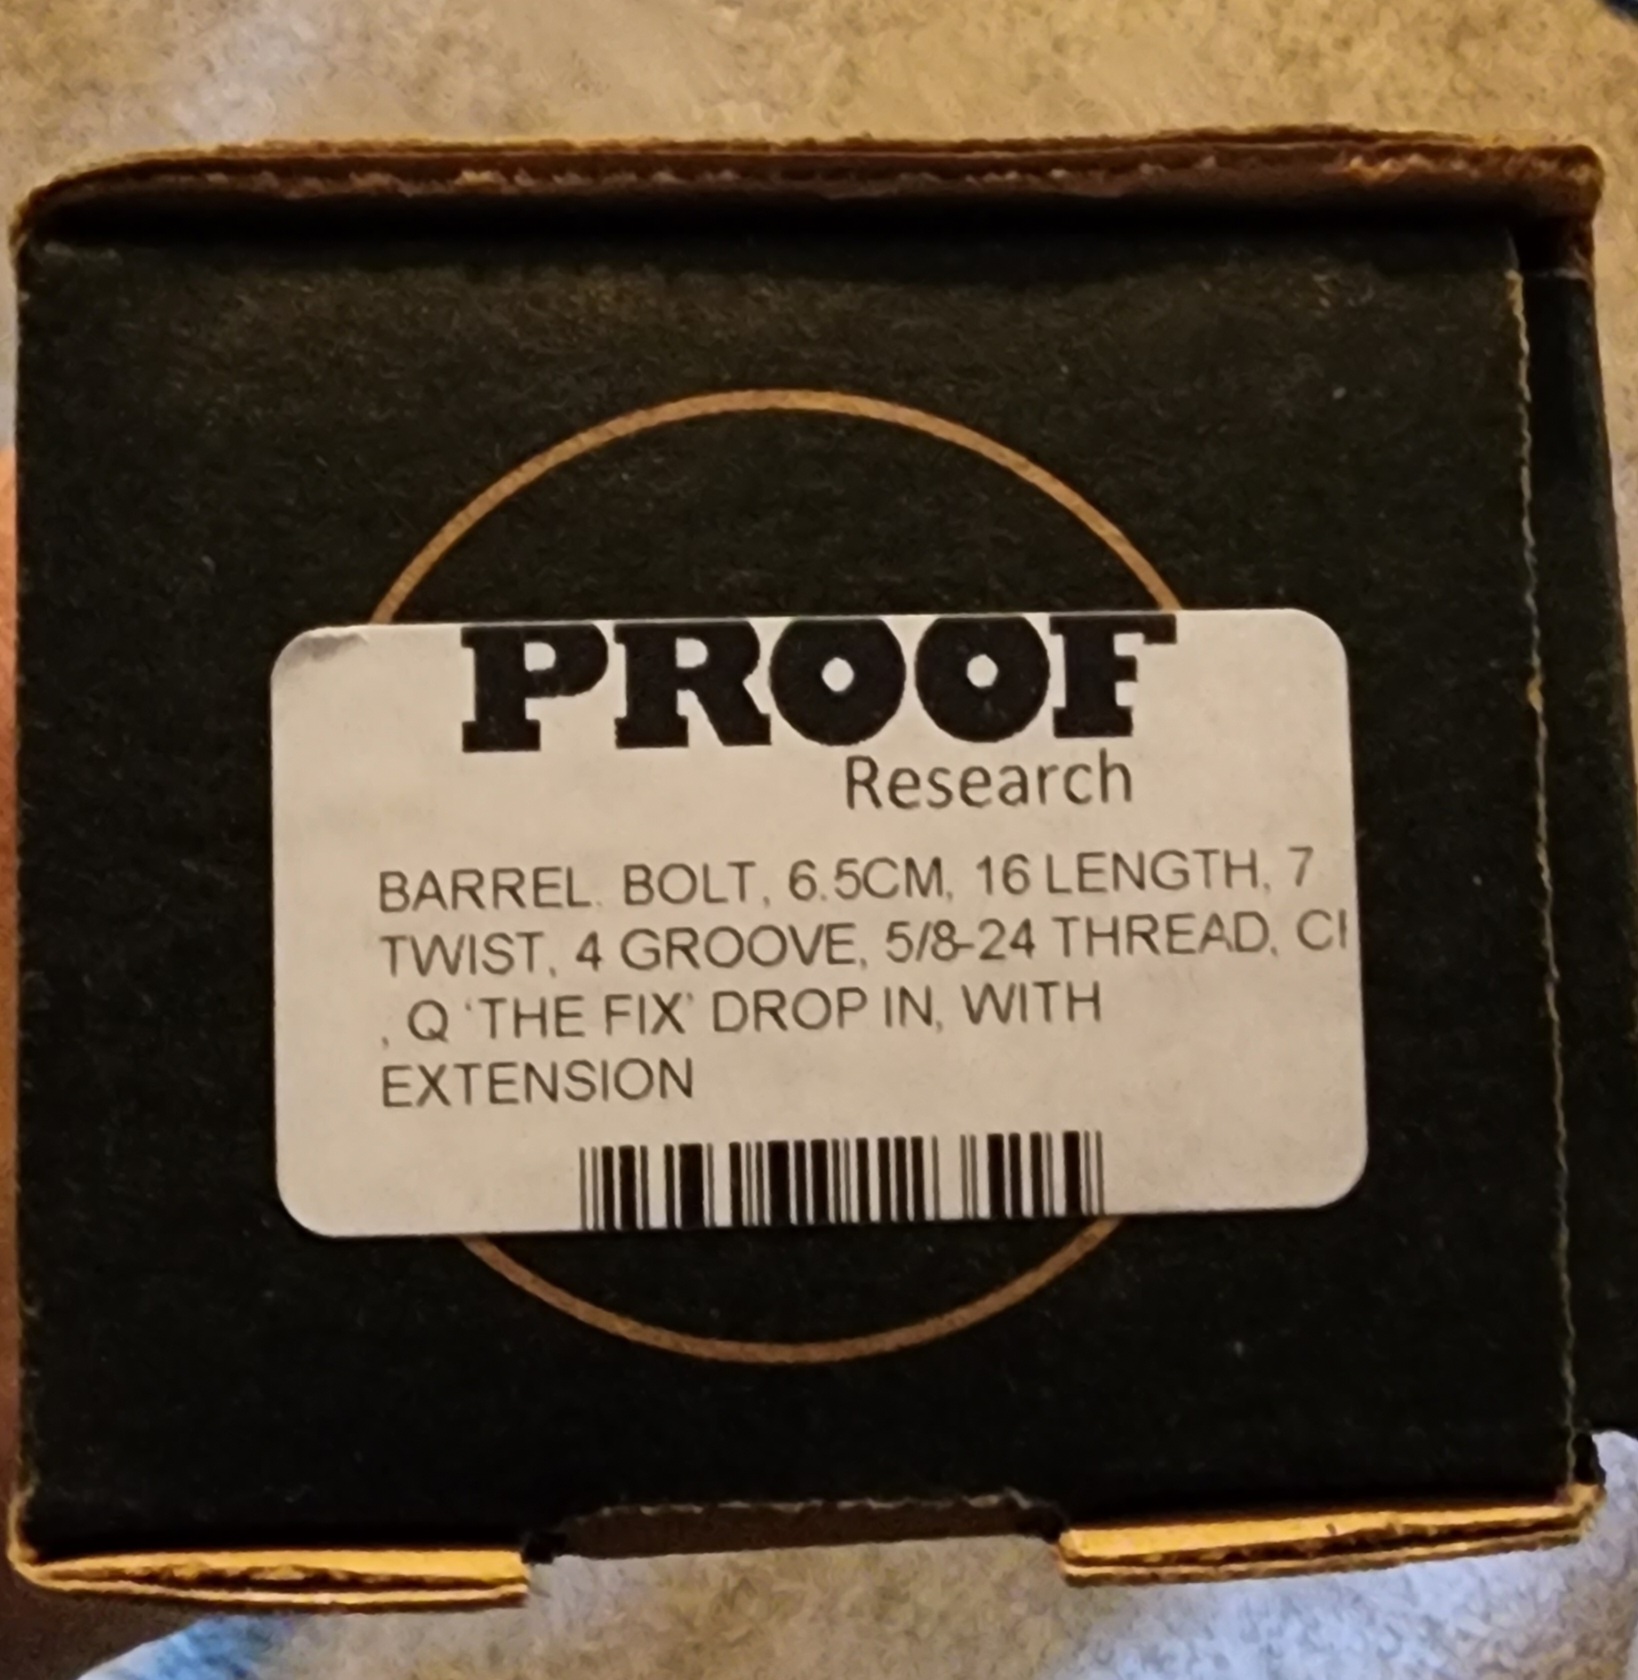 PROOF
Research
BARREL. BOLT, 6.5CM, 16 LENGTH, 7
TWIST, 4 GROOVE, 5/8-24 THREAD, CI
, Q 'THE FIX' DROP IN, WITH
EXTENSION